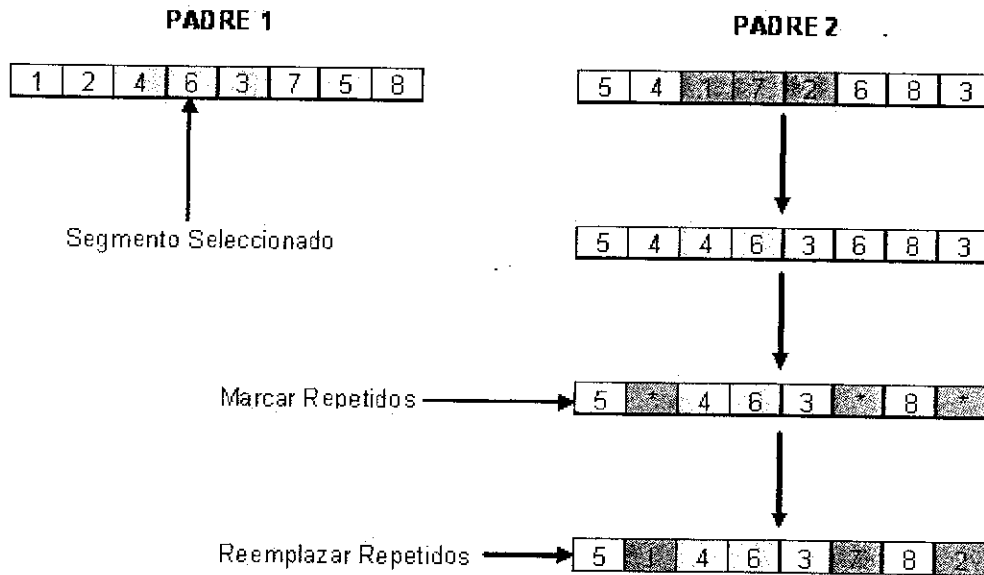 PADRE 1
PADRE 2
1 2 4 6 3 7 5 8
5 4 1 7 2 6 8 3
Segmento Seleccionado
5 4 4 6 3 6 8 3
Marcar Repetidos
5 * 4 6 3 * 8 *
Reemplazar Repetidos
5 1 4 6 3 7 8 2